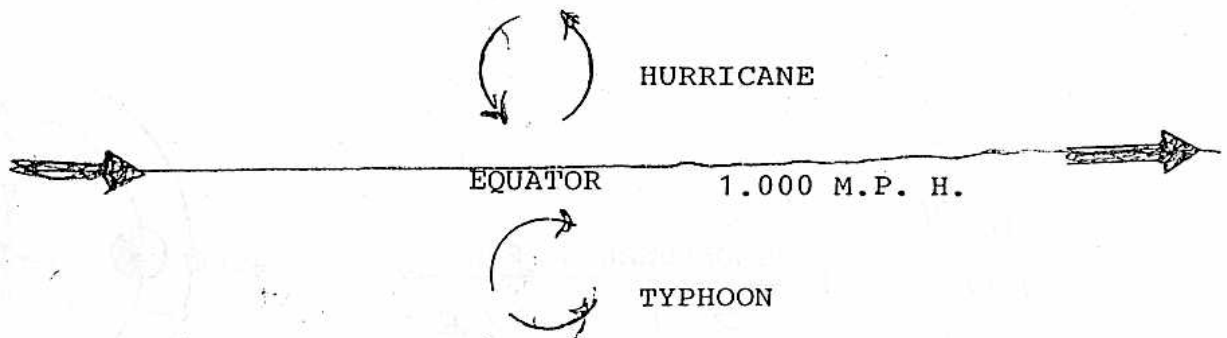 HURRICANE
EQUATOR 1.000 M.P. H.
TYPHOON